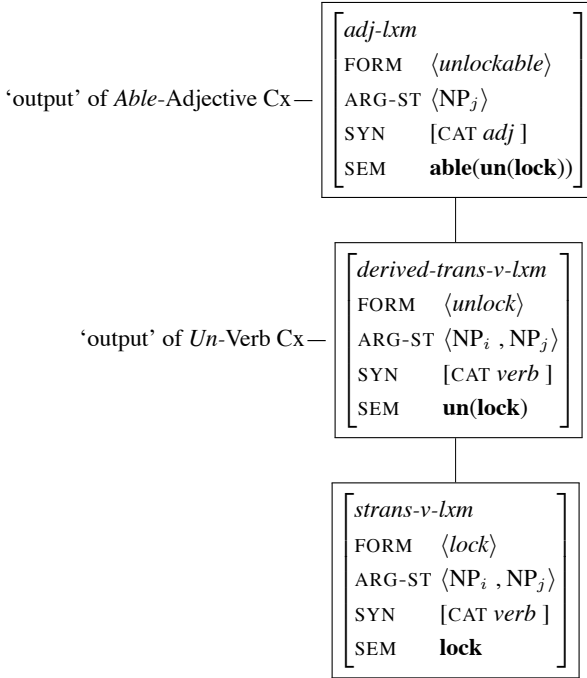 adj-lxm
FORM ⟨unlockable⟩
‘output’ of Able-Adjective Cx— ARG-ST ⟨NPj⟩
SYN [CAT adj ]
SEM able(un(lock))
derived-trans-v-lxm
FORM ⟨unlock⟩
‘output’ of Un-Verb Cx— ARG-ST ⟨NPi , NPj⟩
SYN [CAT verb ]
SEM un(lock)
strans-v-lxm
FORM ⟨lock⟩
ARG-ST ⟨NPi , NPj⟩
SYN [CAT verb ]
SEM lock